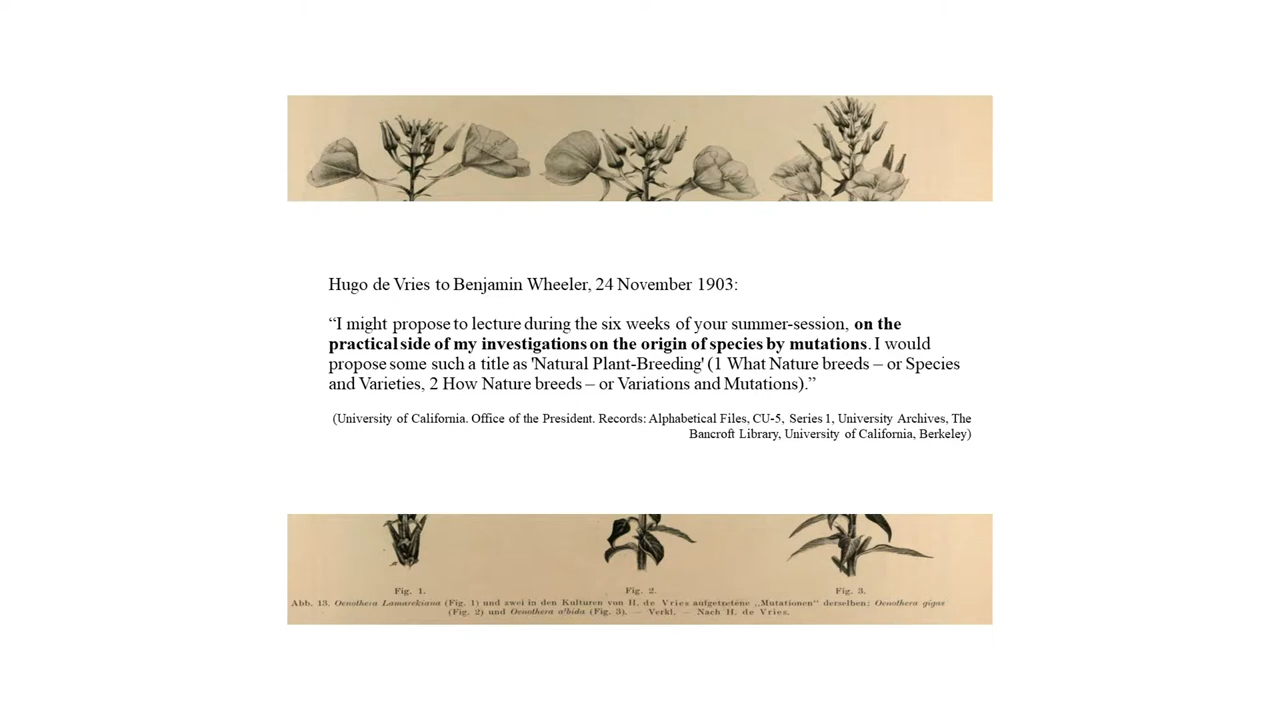 Hugo de Vries to Benjamin Wheeler, 24 November 1903:
“I might propose to lecture during the six weeks of your summer-session, on the
practical side of my investigations on the origin of species by mutations. I would
propose some such a title as 'Natural Plant-Breeding' (1 What Nature breeds – or Species
and Varieties, 2 How Nature breeds – or Variations and Mutations).”
(University of California. Office of the President. Records: Alphabetical Files, CU-5, Series 1, University Archives, The
Bancroft Library, University of California, Berkeley)
Fig. 1. Fig. 2. Fig. 3.
Abb. 13. Oenothera Lamarckiana (Fig. 1) und zwei in den Kulturen von H. de Vries aufgetretene „Mutationen“ derselben: Oenothera gigas
(Fig. 2) und Oenothera albida (Fig. 3). — Verkl. — Nach H. de Vries.